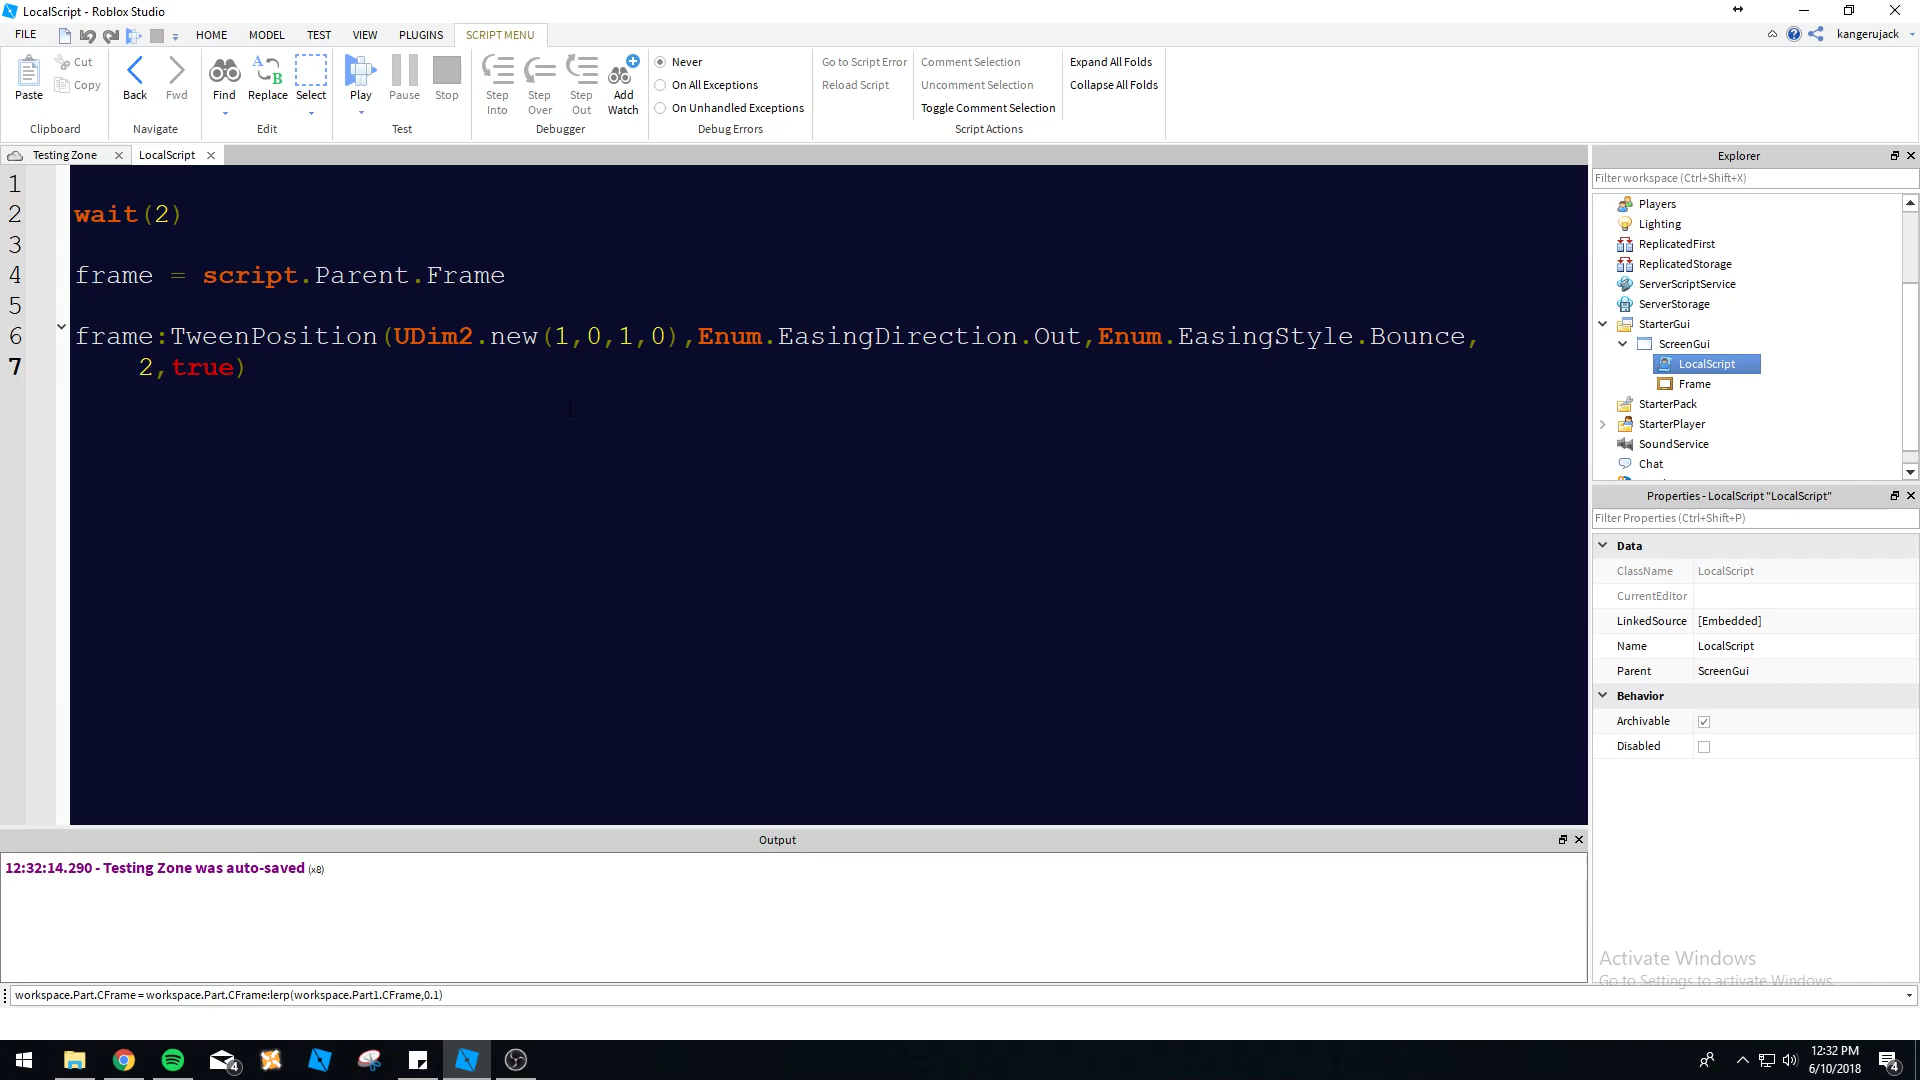 LocalScript - Roblox Studio
FILE HOME MODEL TEST VIEW PLUGINS SCRIPT MENU kangerujack
Cut
Copy
Paste Back Fwd Find Replace Select Play Pause Stop Step Into Step Over Step Out Add Watch
Never
On All Exceptions
On Unhandled Exceptions
Go to Script Error
Reload Script
Comment Selection
Uncomment Selection
Toggle Comment Selection
Expand All Folds
Collapse All Folds
Clipboard Navigate Edit Test Debugger Debug Errors Script Actions
Testing Zone LocalScript
1
2 wait(2)
3
4 frame = script.Parent.Frame
5
6 frame:TweenPosition(UDim2.new(1,0,1,0),Enum.EasingDirection.Out,Enum.EasingStyle.Bounce,
7 2,true)
Explorer
Filter workspace (Ctrl+Shift+X)
Players
Lighting
ReplicatedFirst
ReplicatedStorage
ServerScriptService
ServerStorage
StarterGui
ScreenGui
LocalScript
Frame
StarterPack
StarterPlayer
SoundService
Chat
Properties - LocalScript "LocalScript"
Filter Properties (Ctrl+Shift+P)
Data
ClassName LocalScript
CurrentEditor
LinkedSource [Embedded]
Name LocalScript
Parent ScreenGui
Behavior
Archivable
Disabled
Output
12:32:14.290 - Testing Zone was auto-saved (x8)
Activate Windows
Go to Settings to activate Windows.
workspace.Part.CFrame = workspace.Part.CFrame:lerp(workspace.Part1.CFrame,0.1)
4
12:32 PM
6/10/2018
4